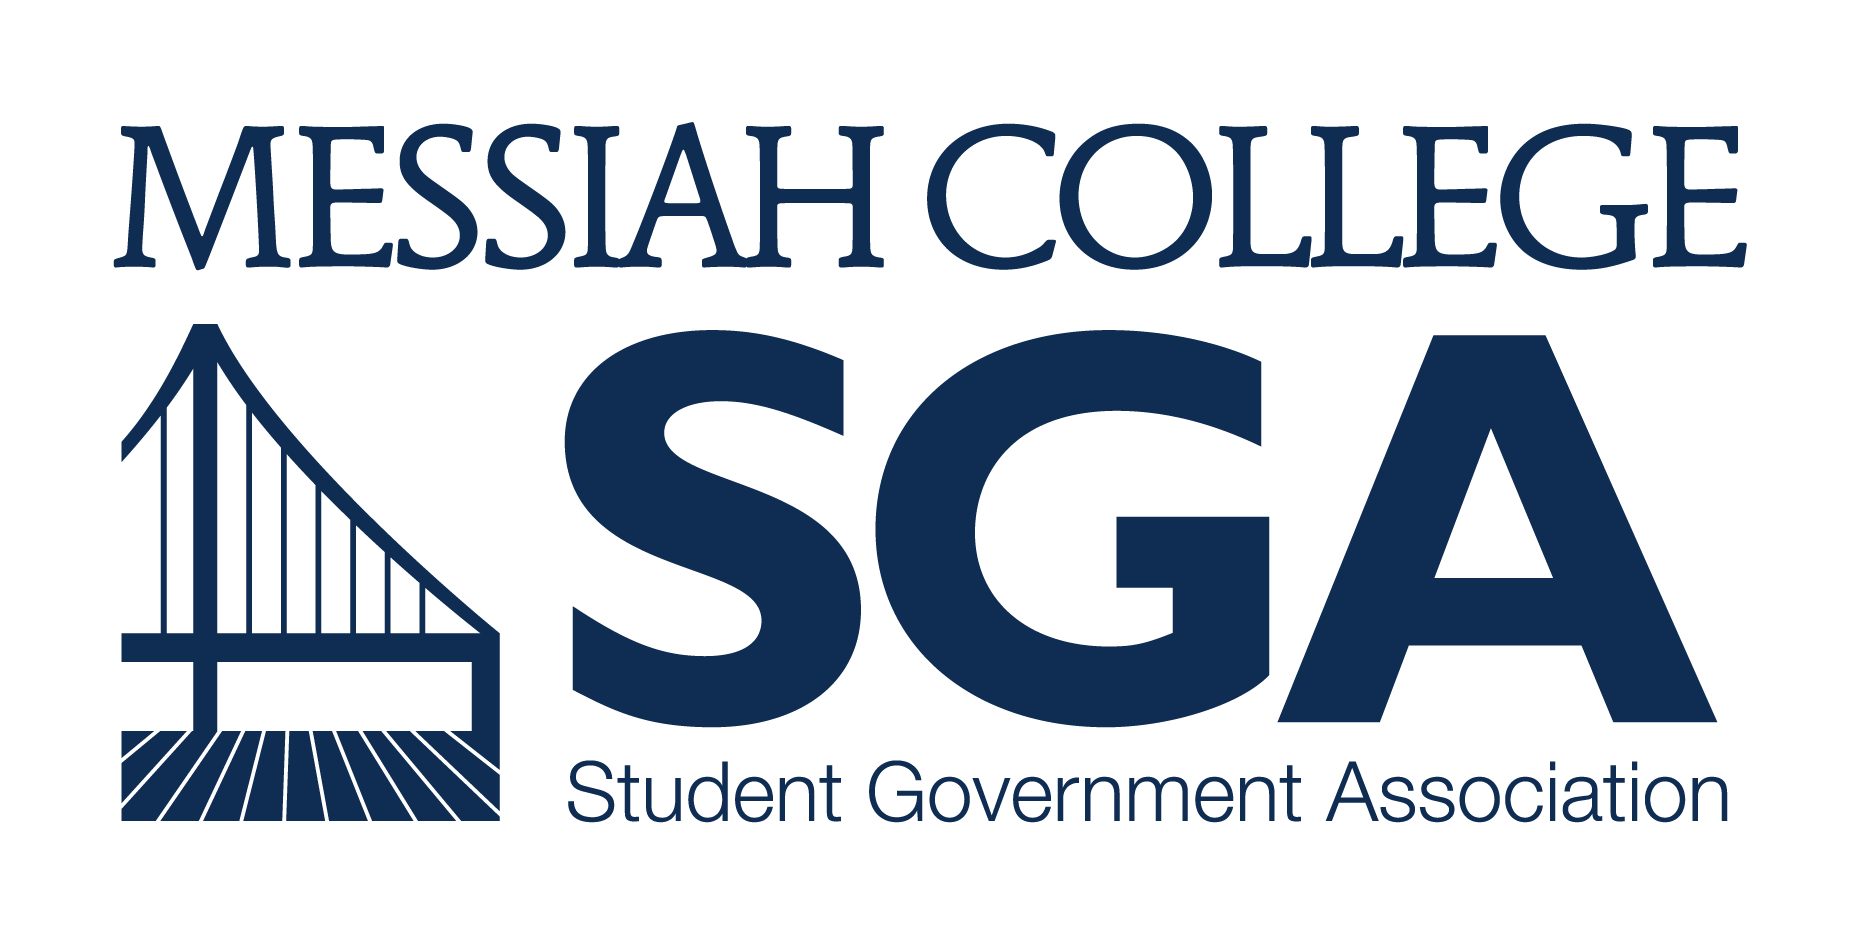 MESSIAH COLLEGE
SGA
Student Government Association